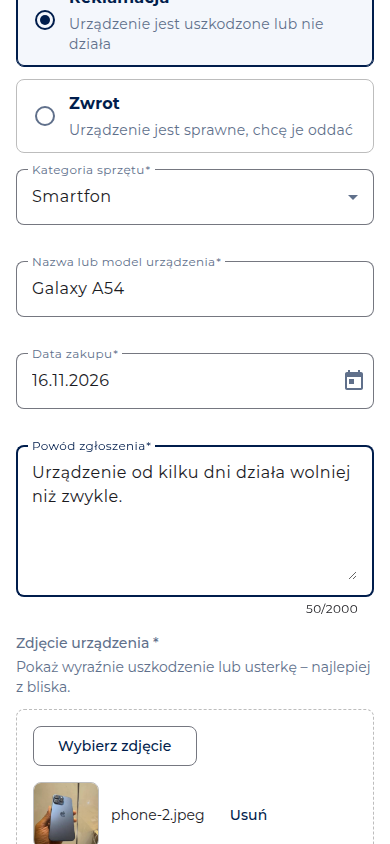 Reklamacja
Urządzenie jest uszkodzone lub nie
działa
Zwrot
Urządzenie jest sprawne, chcę je oddać
Kategoria sprzętu*
Smartfon
Nazwa lub model urządzenia*
Galaxy A54
Data zakupu*
16.11.2026
Powód zgłoszenia*
Urządzenie od kilku dni działa wolniej
niż zwykle.
50/2000
Zdjęcie urządzenia *
Pokaż wyraźnie uszkodzenie lub usterkę – najlepiej
z bliska.
Wybierz zdjęcie
phone-2.jpeg
Usuń